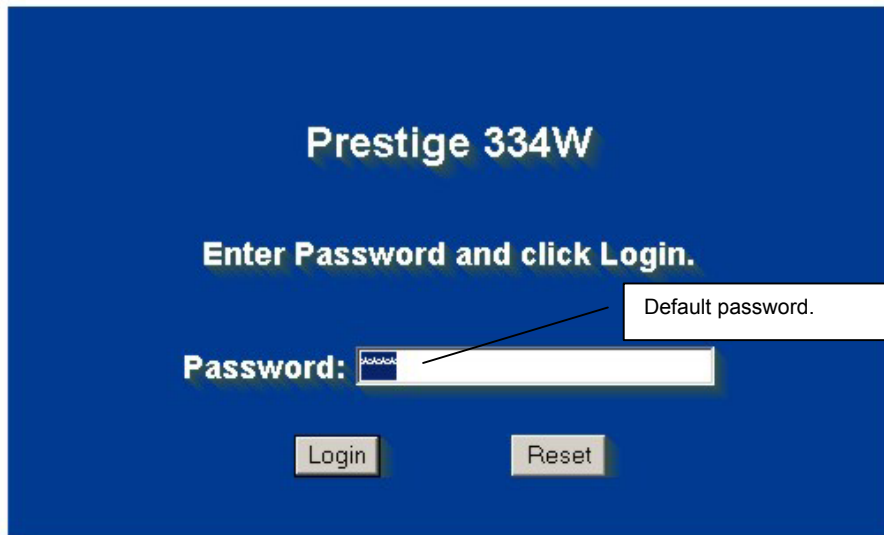 Prestige 334W
Enter Password and click Login.
Default password.
Password: ****
Login Reset